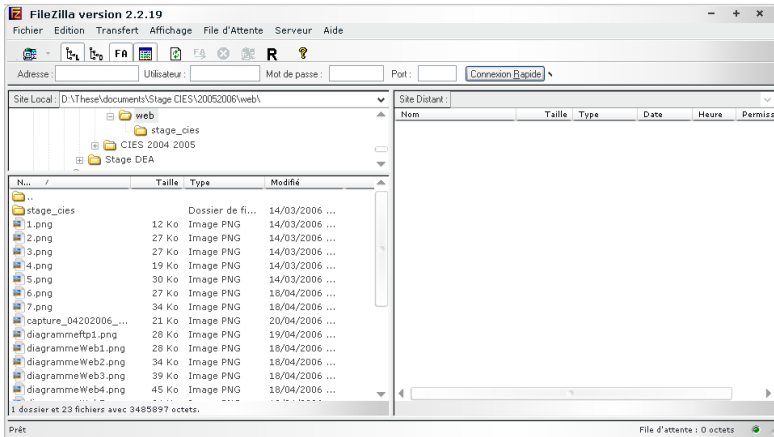 FileZilla version 2.2.19
Fichier Edition Transfert Affichage File d'Attente Serveur Aide
FA R ?
Adresse : Utilisateur : Mot de passe : Port : Connexion Rapide
Site Local : D:\These\documents\Stage CIES\20052006\web\
web
stage_cies
CIES 2004 2005
Stage DEA
N... / Taille Type Modifié
..
stage_cies Dossier de fi... 14/03/2006 ...
1.png 12 Ko Image PNG 14/03/2006 ...
2.png 27 Ko Image PNG 14/03/2006 ...
3.png 27 Ko Image PNG 14/03/2006 ...
4.png 19 Ko Image PNG 14/03/2006 ...
5.png 30 Ko Image PNG 14/03/2006 ...
6.png 27 Ko Image PNG 18/04/2006 ...
7.png 34 Ko Image PNG 18/04/2006 ...
capture_04202006_... 21 Ko Image PNG 20/04/2006 ...
diagrammeftp1.png 28 Ko Image PNG 19/04/2006 ...
diagrammeWeb1.png 28 Ko Image PNG 18/04/2006 ...
diagrammeWeb2.png 34 Ko Image PNG 18/04/2006 ...
diagrammeWeb3.png 39 Ko Image PNG 18/04/2006 ...
diagrammeWeb4.png 45 Ko Image PNG 18/04/2006 ...
1 dossier et 23 fichiers avec 3485897 octets.
Site Distant :
Nom Taille Type Date Heure Permiss
Prêt File d'attente : 0 octets